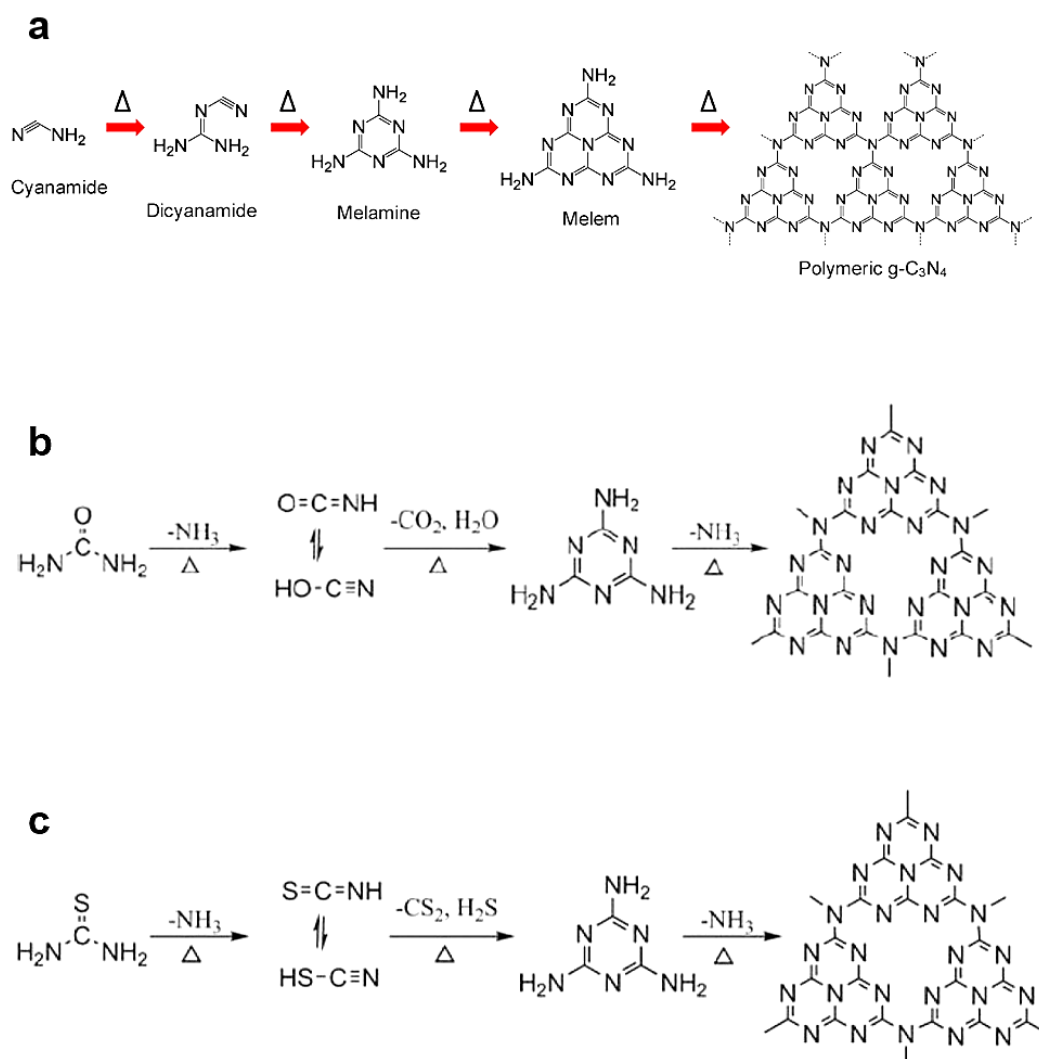 a
Δ Δ Δ Δ
N NH₂
N N H₂N NH₂
NH₂ N N H₂N N NH₂
NH₂ N N N N N H₂N N N NH₂
Cyanamide
Dicyanamide
Melamine
Melem
Polymeric g-C₃N₄
b
O
H₂N NH₂
-NH₃
Δ
O=C=NH
HO-C≡N
-CO₂, H₂O
Δ
NH₂
N N
H₂N N NH₂
-NH₃
Δ
c
S
H₂N NH₂
-NH₃
Δ
S=C=NH
HS-C≡N
-CS₂, H₂S
Δ
NH₂
N N
H₂N N NH₂
-NH₃
Δ